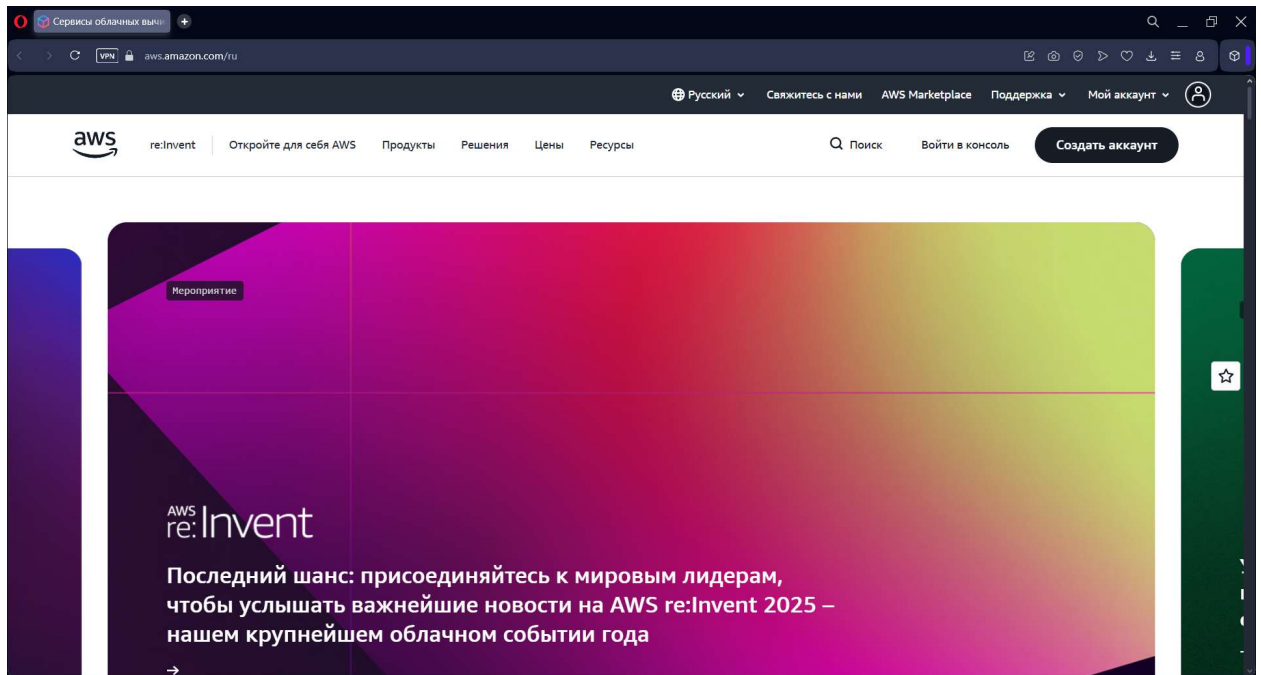 Сервисы облачных вычи
VPN aws.amazon.com/ru
Русский Свяжитесь с нами AWS Marketplace Поддержка Мой аккаунт
aws re:Invent Откройте для себя AWS Продукты Решения Цены Ресурсы Поиск Войти в консоль Создать аккаунт
Мероприятие
AWS re:Invent
Последний шанс: присоединяйтесь к мировым лидерам,
чтобы услышать важнейшие новости на AWS re:Invent 2025 –
нашем крупнейшем облачном событии года